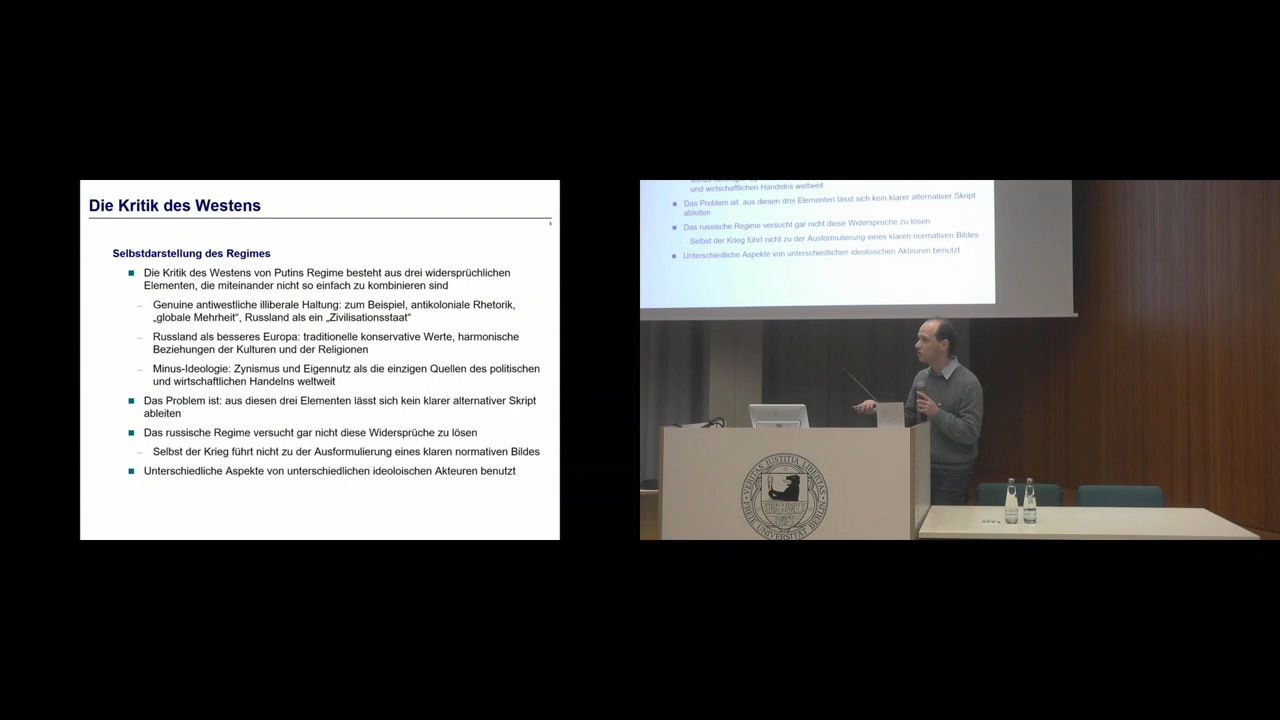 Die Kritik des Westens
Selbstdarstellung des Regimes
Die Kritik des Westens von Putins Regime besteht aus drei widersprüchlichen
Elementen, die miteinander nicht so einfach zu kombinieren sind
Genuine antiwestliche illiberale Haltung: zum Beispiel, antikoloniale Rhetorik,
„globale Mehrheit“, Russland als ein „Zivilisationsstaat“
Russland als besseres Europa: traditionelle konservative Werte, harmonische
Beziehungen der Kulturen und der Religionen
Minus-Ideologie: Zynismus und Eigennutz als die einzigen Quellen des politischen
und wirtschaftlichen Handelns weltweit
Das Problem ist: aus diesen drei Elementen lässt sich kein klarer alternativer Skript
ableiten
Das russische Regime versucht gar nicht diese Widersprüche zu lösen
Selbst der Krieg führt nicht zu der Ausformulierung eines klaren normativen Bildes
Unterschiedliche Aspekte von unterschiedlichen ideoloischen Akteuren benutzt
und wirtschaftlichen Handelns weltweit
Das Problem ist: aus diesen drei Elementen lässt sich kein klarer alternativer Skript
ableiten
Das russische Regime versucht gar nicht diese Widersprüche zu lösen
Selbst der Krieg führt nicht zu der Ausformulierung eines klaren normativen Bildes
Unterschiedliche Aspekte von unterschiedlichen ideoloischen Akteuren benutzt
VERITAS JUSTITIA LIBERTAS
FREIE UNIVERSITÄT BERLIN